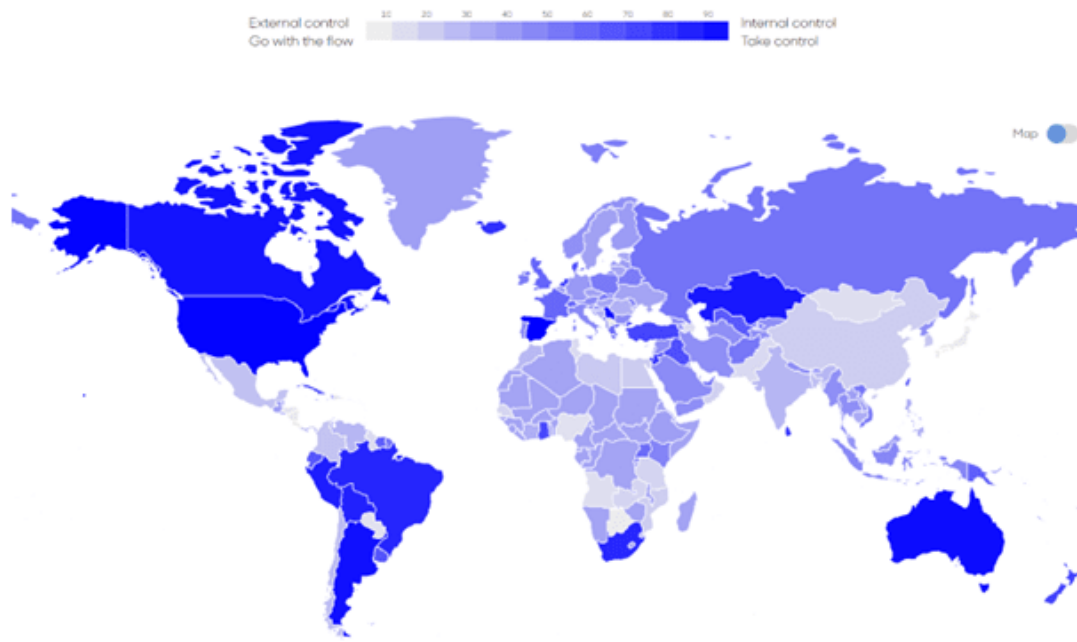 External control
Go with the flow
10 20 30 40 50 60 70 80 90
Internal control
Take control
Map